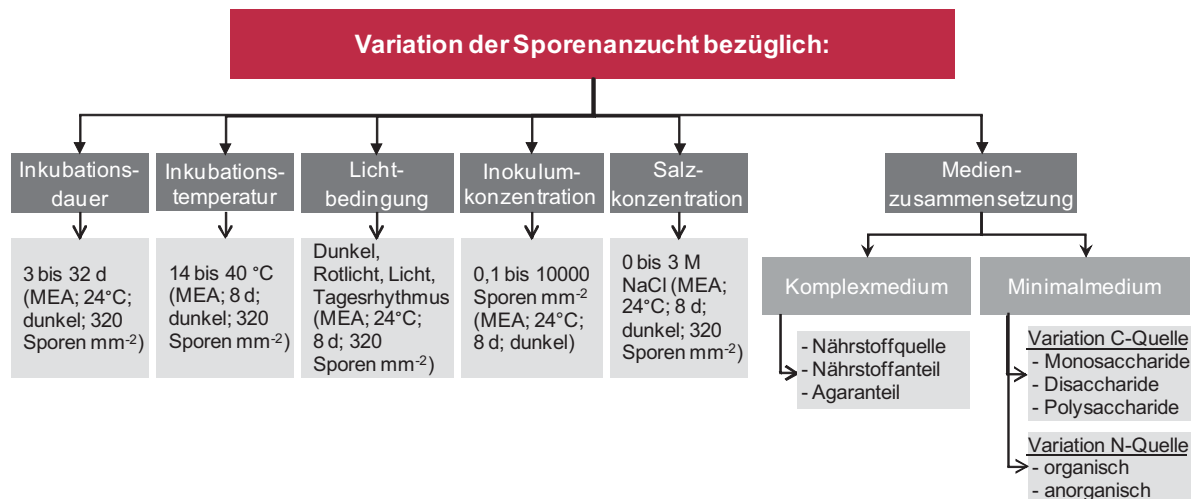 Variation der Sporenanzucht bezüglich:
Inkubations-
dauer
Inkubations-
temperatur
Licht-
bedingung
Inokulum-
konzentration
Salz-
konzentration
Medien-
zusammensetzung
3 bis 32 d
(MEA; 24°C;
dunkel; 320
Sporen mm⁻²)
14 bis 40 °C
(MEA; 8 d;
dunkel; 320
Sporen mm⁻²)
Dunkel,
Rotlicht, Licht,
Tagesrhythmus
(MEA; 24°C;
8 d; 320
Sporen mm⁻²)
0,1 bis 10000
Sporen mm⁻²
(MEA; 24°C;
8 d; dunkel)
0 bis 3 M
NaCl (MEA;
24°C; 8 d;
dunkel; 320
Sporen mm⁻²)
Komplexmedium
- Nährstoffquelle
- Nährstoffanteil
- Agaranteil
Minimalmedium
Variation C-Quelle
- Monosaccharide
- Disaccharide
- Polysaccharide
Variation N-Quelle
- organisch
- anorganisch